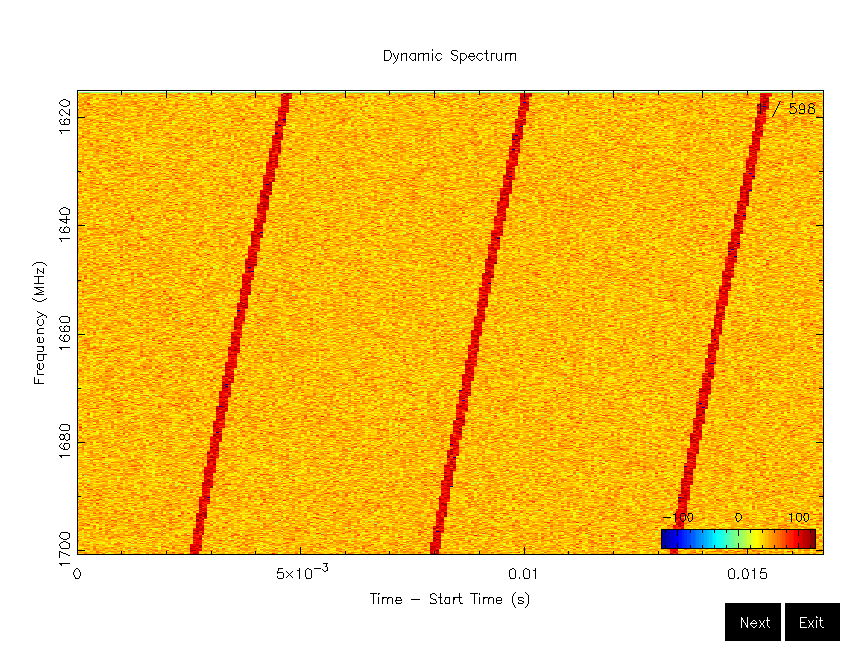 Dynamic Spectrum
/ 598
1620
1640
1660
1680
1700
Frequency (MHz)
−100 0 100
0 5×10⁻³ 0.01 0.015
Time − Start Time (s)
Next Exit